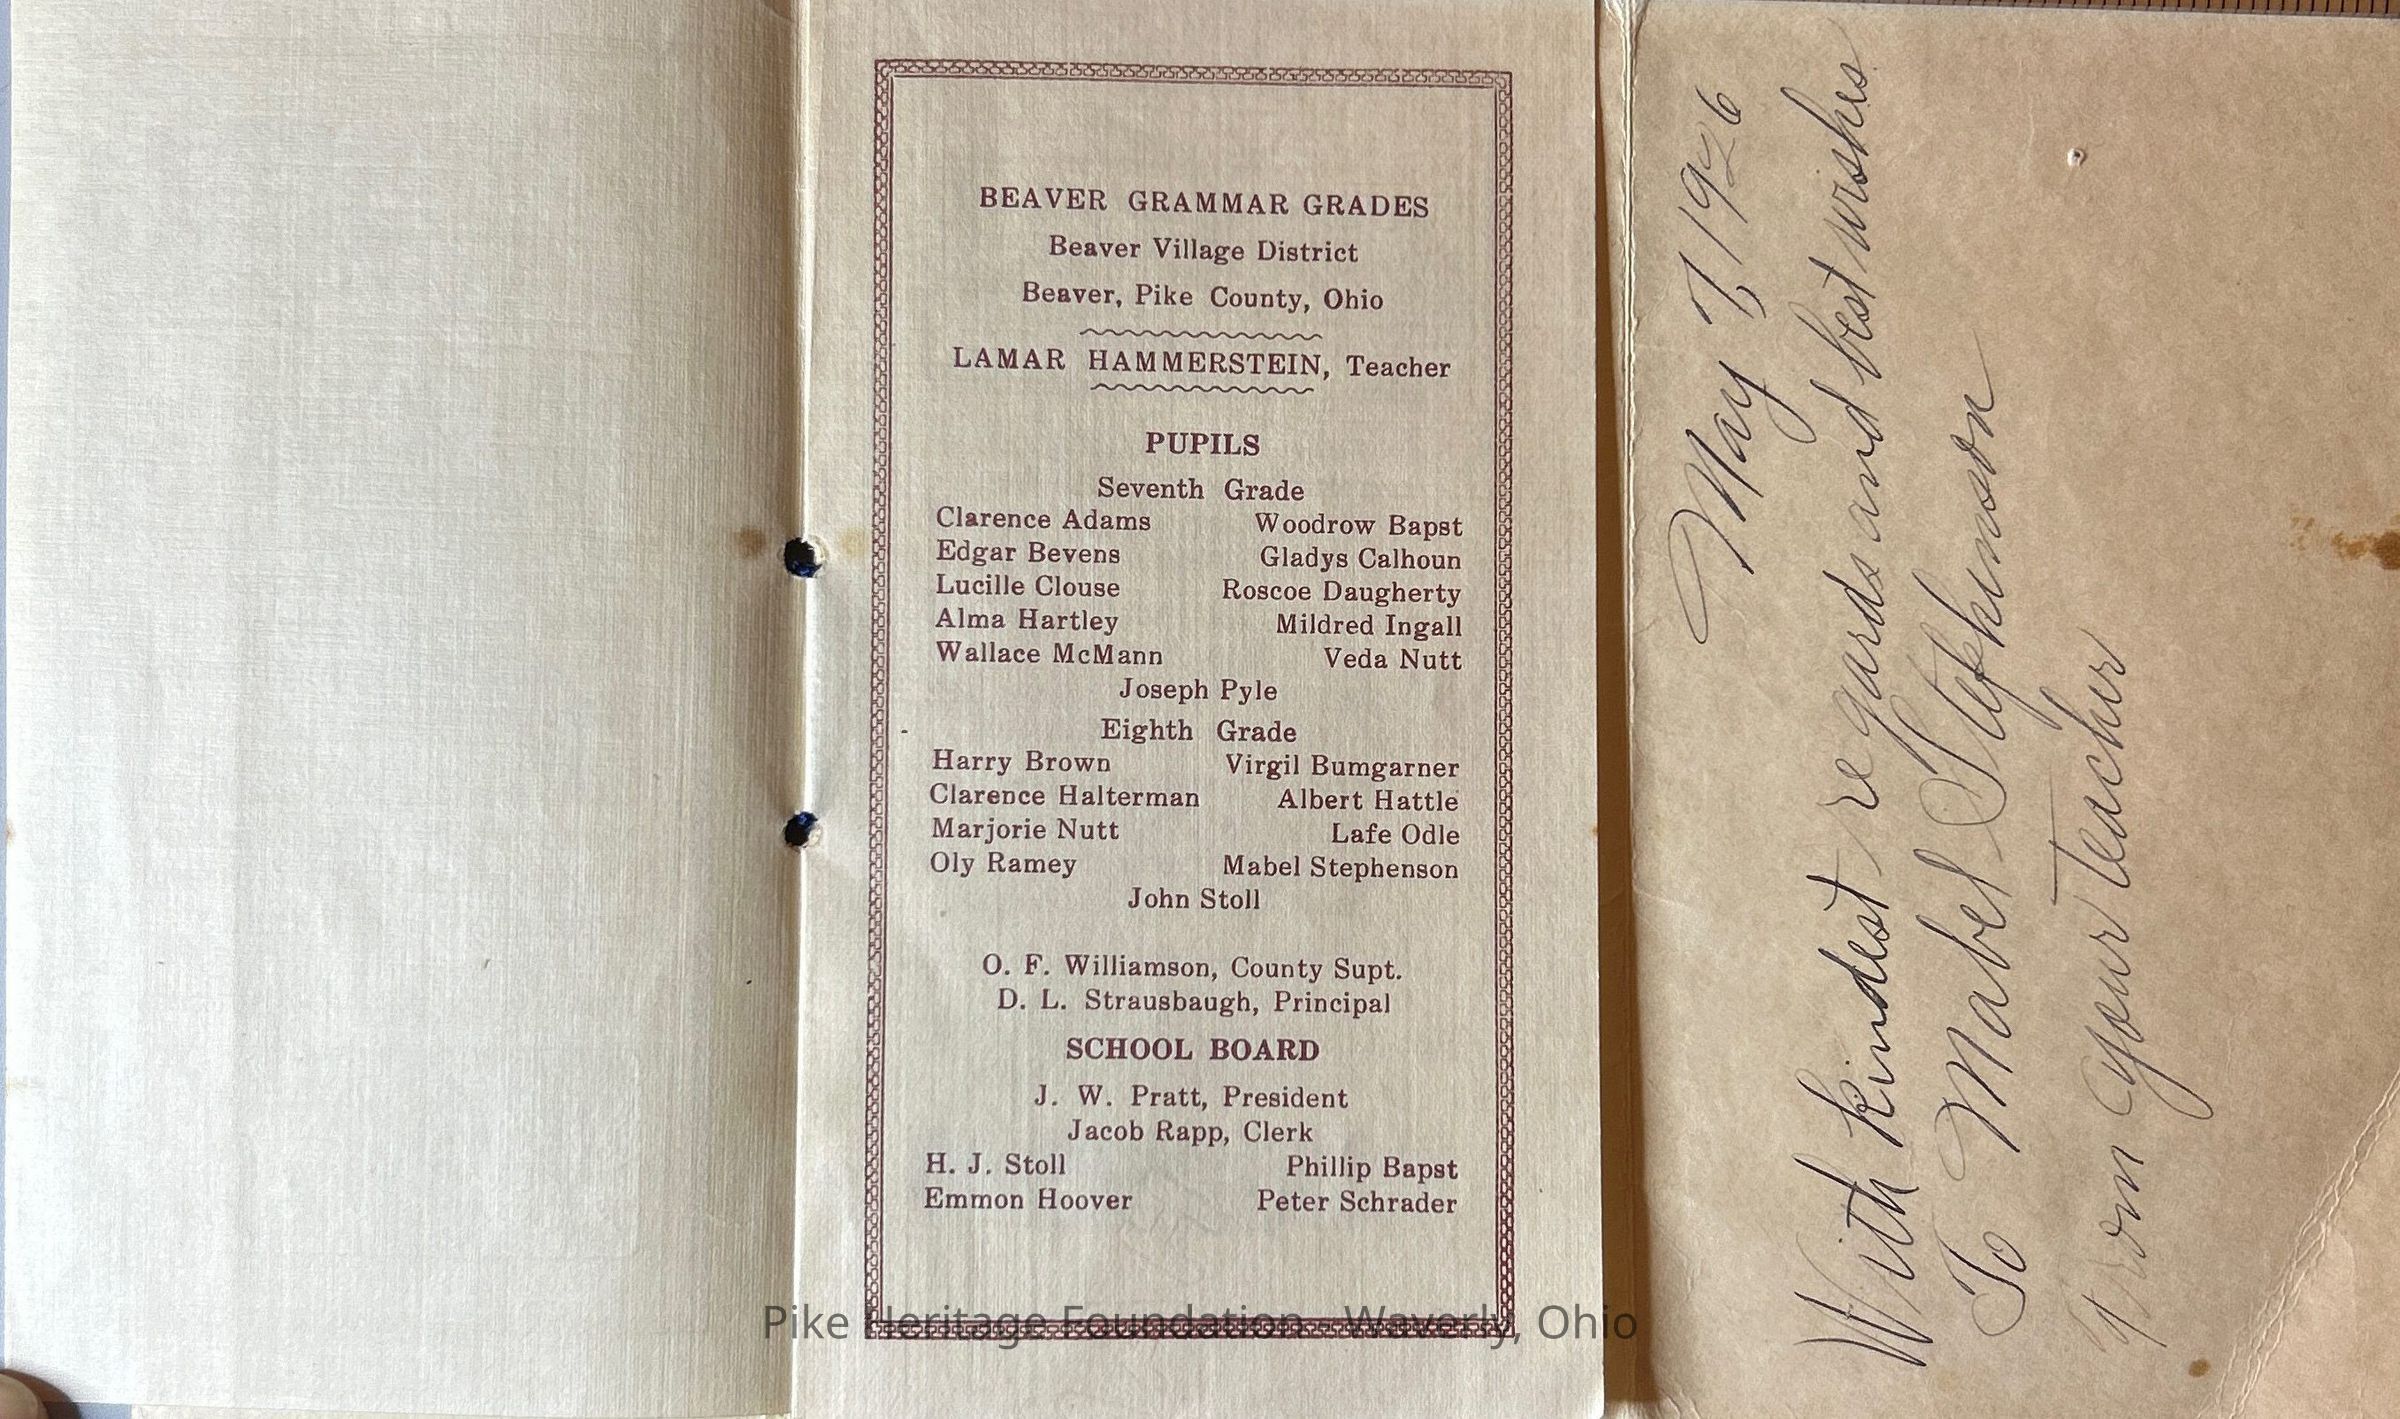 BEAVER GRAMMAR GRADES
Beaver Village District
Beaver, Pike County, Ohio
LAMAR HAMMERSTEIN, Teacher
PUPILS
Seventh Grade
Clarence Adams Woodrow Bapst
Edgar Bevens Gladys Calhoun
Lucille Clouse Roscoe Daugherty
Alma Hartley Mildred Ingall
Wallace McMann Veda Nutt
Joseph Pyle
Eighth Grade
Harry Brown Virgil Bumgarner
Clarence Halterman Albert Hattle
Marjorie Nutt Lafe Odle
Oly Ramey Mabel Stephenson
John Stoll
O. F. Williamson, County Supt.
D. L. Strausbaugh, Principal
SCHOOL BOARD
J. W. Pratt, President
Jacob Rapp, Clerk
H. J. Stoll Phillip Bapst
Emmon Hoover Peter Schrader
Pike Heritage Foundation - Waverly, Ohio
May 7 1926
With kindest regards and best wishes
To Mabel Stephenson
From your Teacher